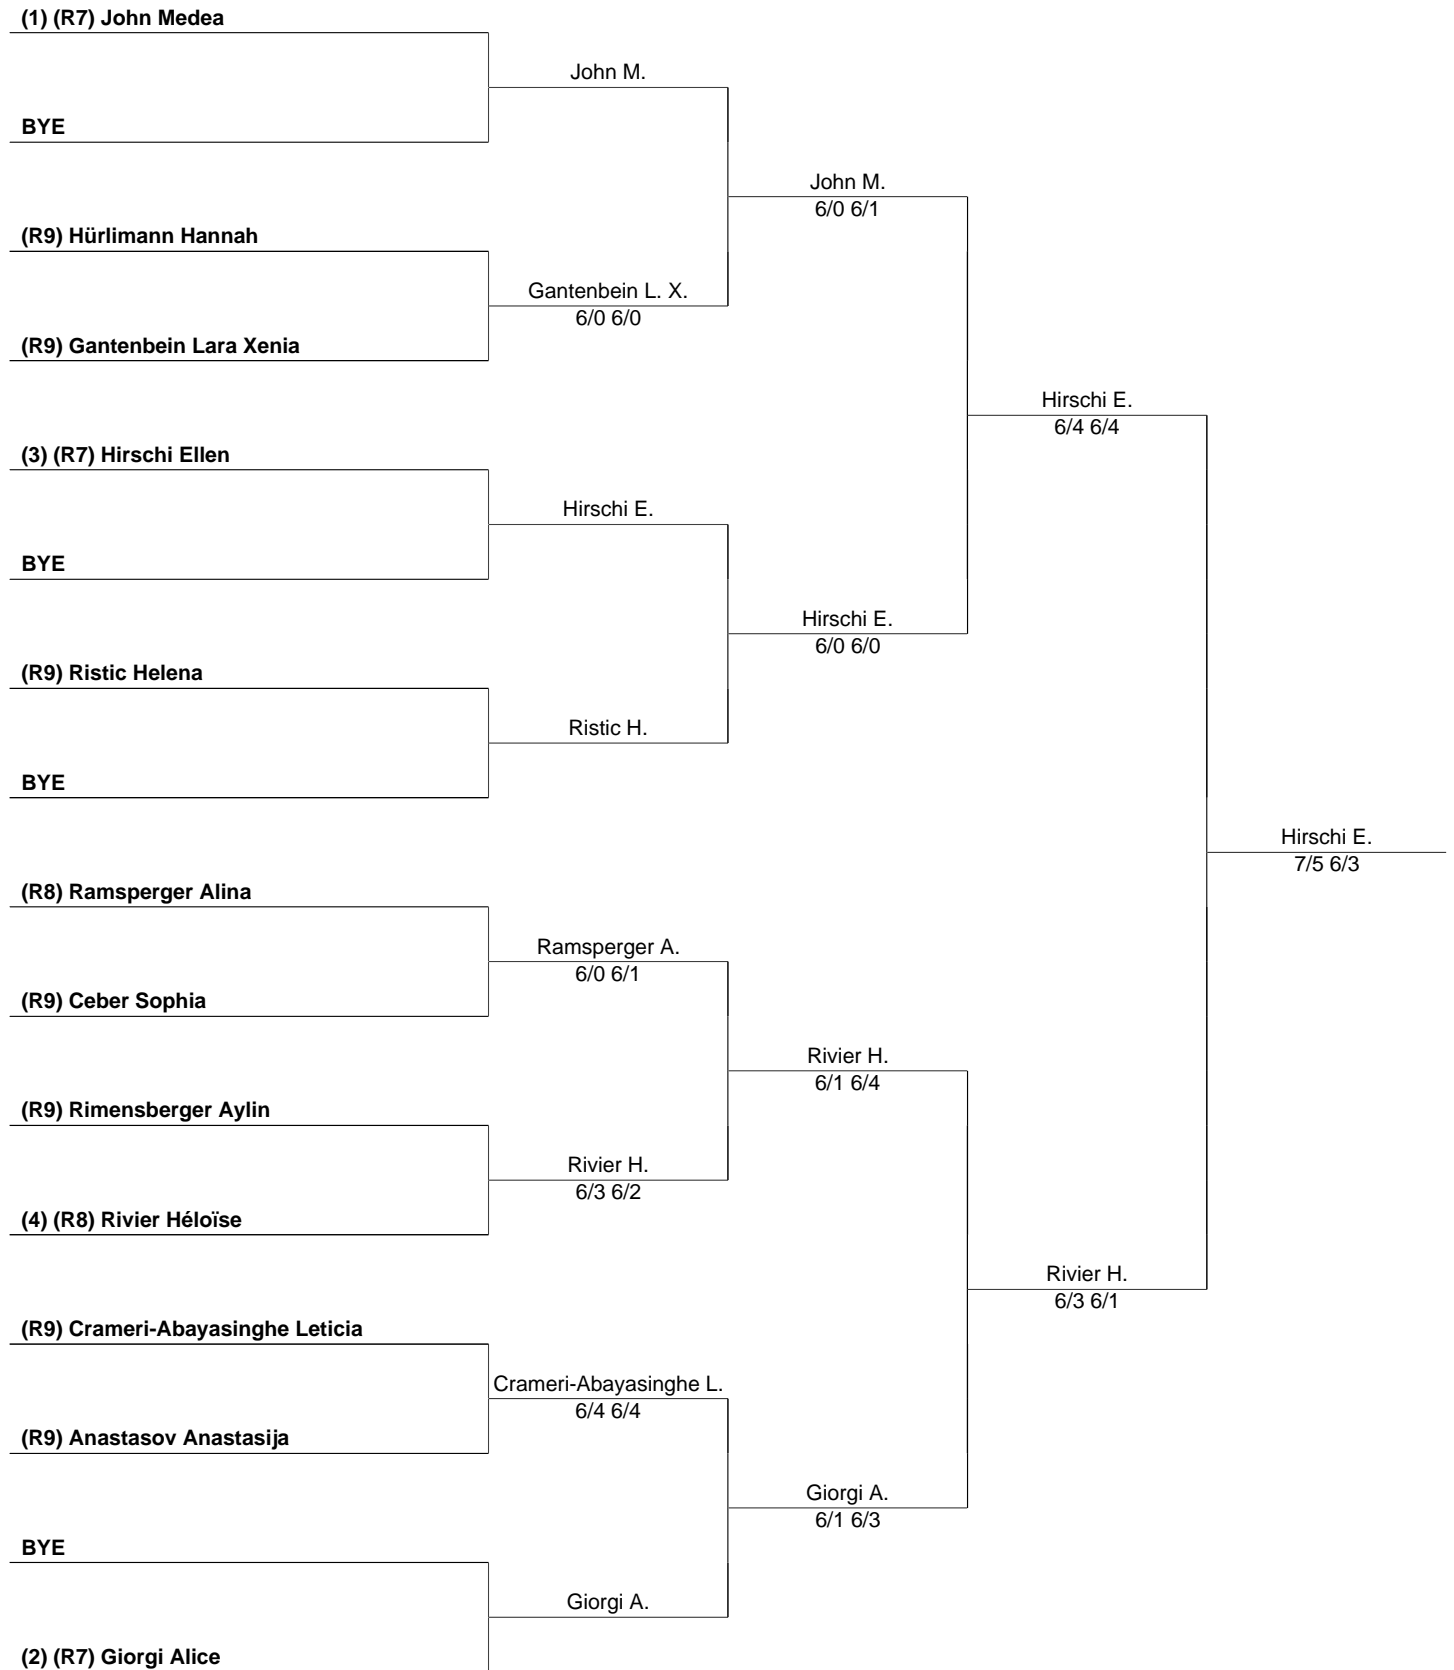 (1) (R7) John Medea
John M.
BYE
John M.
6/0 6/1
(R9) Hürlimann Hannah
Gantenbein L. X.
6/0 6/0
(R9) Gantenbein Lara Xenia
Hirschi E.
6/4 6/4
(3) (R7) Hirschi Ellen
Hirschi E.
BYE
Hirschi E.
6/0 6/0
(R9) Ristic Helena
Ristic H.
BYE
Hirschi E.
7/5 6/3
(R8) Ramsperger Alina
Ramsperger A.
6/0 6/1
(R9) Ceber Sophia
Rivier H.
6/1 6/4
(R9) Rimensberger Aylin
Rivier H.
6/3 6/2
(4) (R8) Rivier Héloïse
Rivier H.
6/3 6/1
(R9) Crameri-Abayasinghe Leticia
Crameri-Abayasinghe L.
6/4 6/4
(R9) Anastasov Anastasija
Giorgi A.
6/1 6/3
BYE
Giorgi A.
(2) (R7) Giorgi Alice